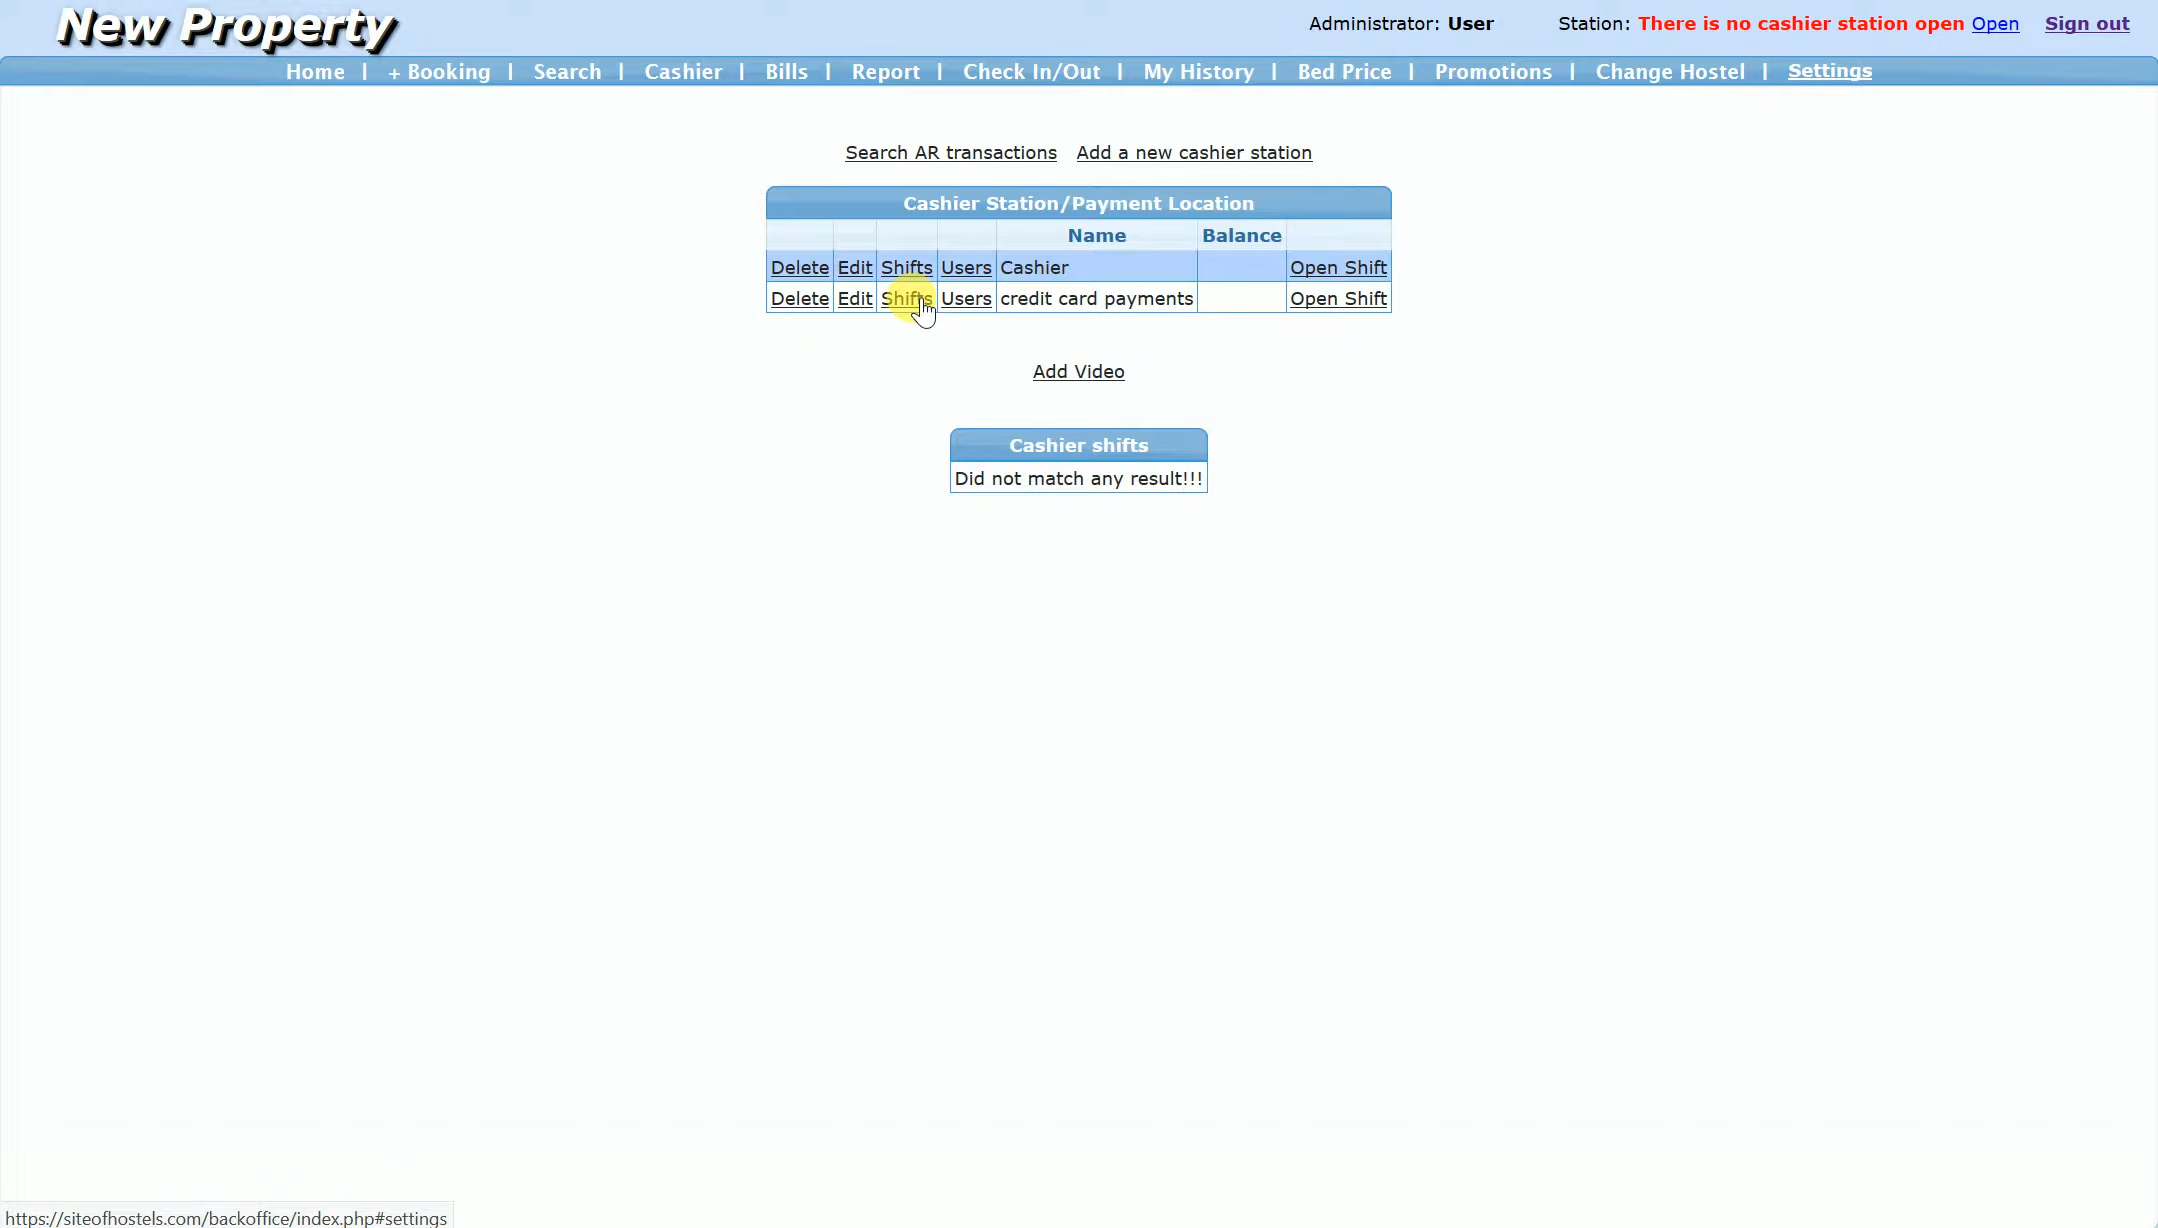 New Property
Administrator: User Station: There is no cashier station open Open Sign out
Home | + Booking | Search | Cashier | Bills | Report | Check In/Out | My History | Bed Price | Promotions | Change Hostel | Settings
Search AR transactions Add a new cashier station
Cashier Station/Payment Location
Name Balance
Delete Edit Shifts Users Cashier Open Shift
Delete Edit Shifts Users credit card payments Open Shift
Add Video
Cashier shifts
Did not match any result!!!
https://siteofhostels.com/backoffice/index.php#settings